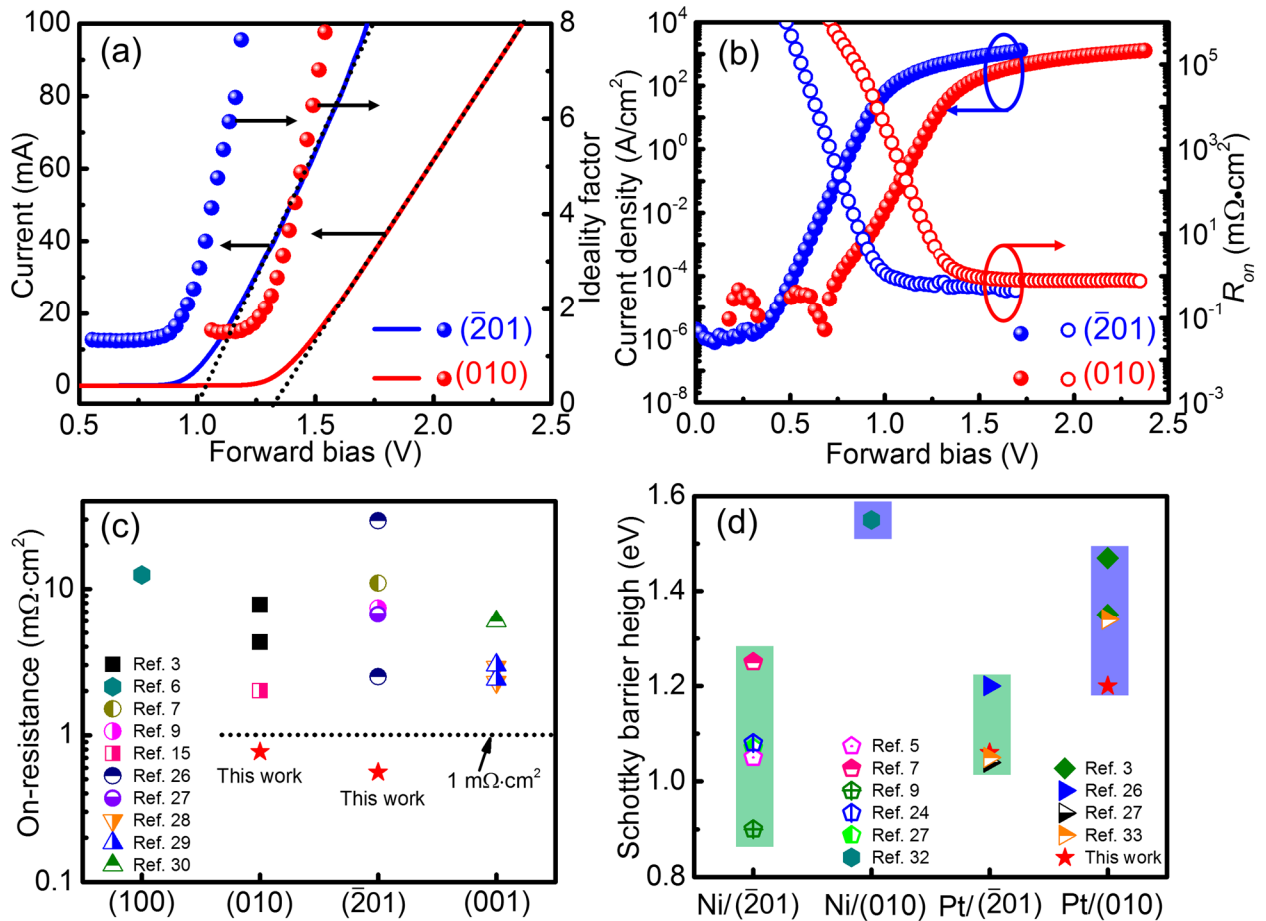 (a)
100
80
60
40
20
0
Current (mA)
8
6
4
2
0
Ideality factor
(2̅01)
(010)
0.5 1.0 1.5 2.0 2.5
Forward bias (V)
(b)
10⁴
10²
10⁰
10⁻²
10⁻⁴
10⁻⁶
10⁻⁸
Current density (A/cm²)
10⁵
10³
10¹
10⁻¹
10⁻³
Rₒₙ (mΩ•cm²)
(2̅01)
(010)
0.0 0.5 1.0 1.5 2.0 2.5
Forward bias (V)
(c)
10
1
0.1
On-resistance (mΩ·cm²)
Ref. 3
Ref. 6
Ref. 7
Ref. 9
Ref. 15
Ref. 26
Ref. 27
Ref. 28
Ref. 29
Ref. 30
This work
This work
1 mΩ·cm²
(100) (010) (2̅01) (001)
(d)
1.6
1.4
1.2
1.0
0.8
Schottky barrier heigh (eV)
Ref. 5
Ref. 7
Ref. 9
Ref. 24
Ref. 27
Ref. 32
Ref. 3
Ref. 26
Ref. 27
Ref. 33
This work
Ni/(2̅01) Ni/(010) Pt/(2̅01) Pt/(010)